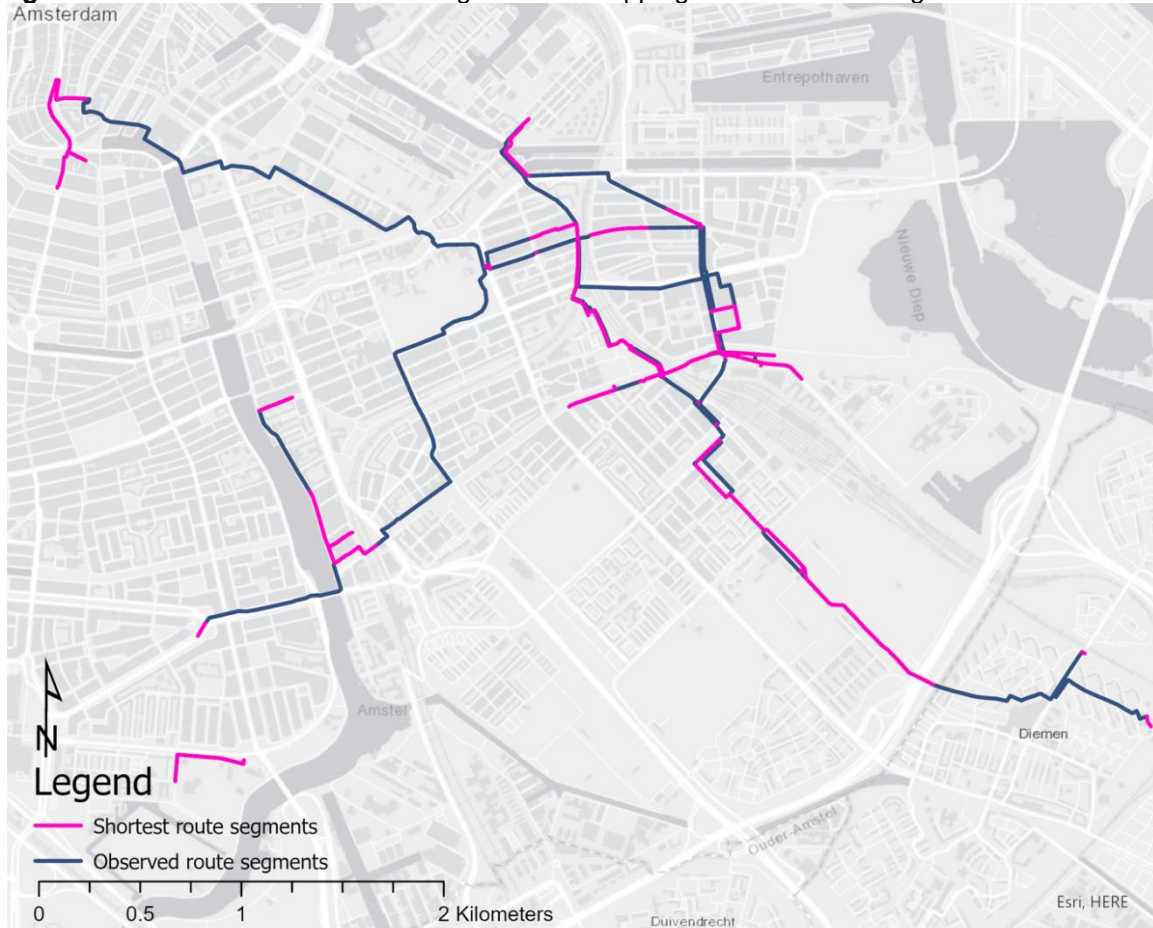 Amsterdam
Entrepothaven
Nieuwe Diep
Amstel
Diemen
Ouder-Amstel
Duivendrecht
N
Legend
Shortest route segments
Observed route segments
0 0.5 1 2 Kilometers
Esri, HERE